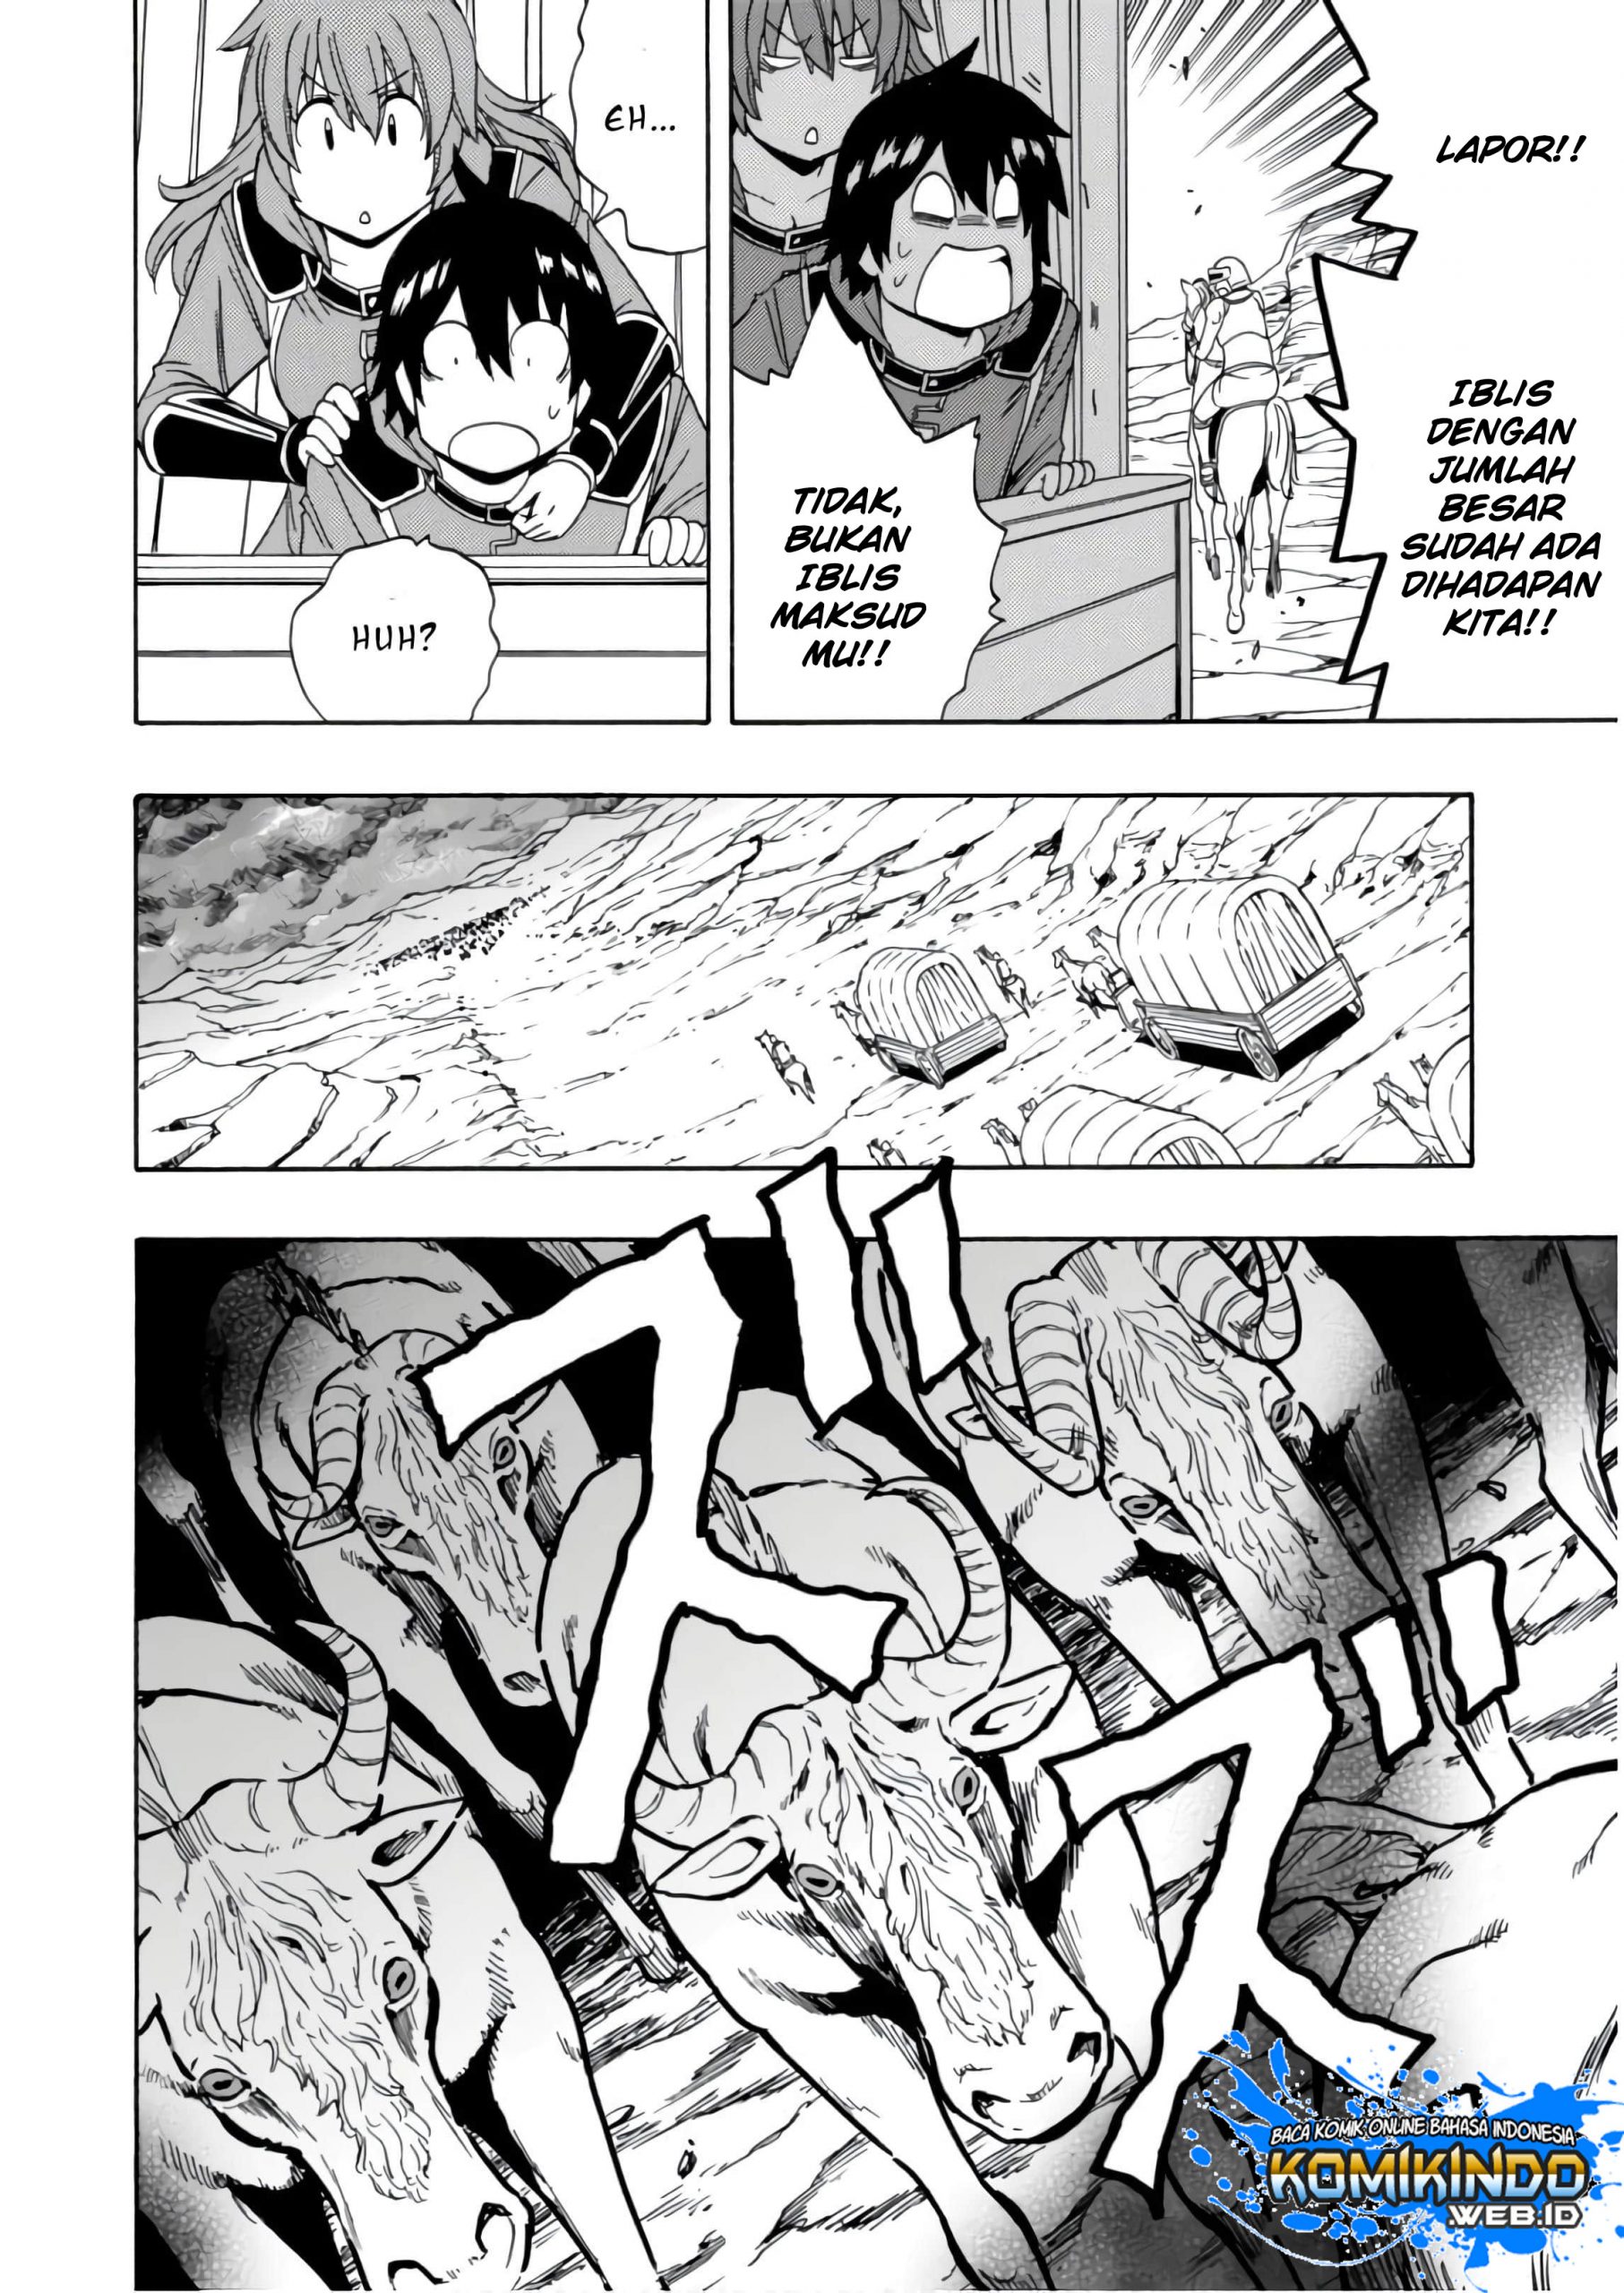 LAPOR!!
IBLIS
DENGAN
JUMLAH
BESAR
SUDAH ADA
DIHADAPAN
KITA!!
TIDAK,
BUKAN
IBLIS
MAKSUD
MU!!
EH...
HUH?
ズズ
BACA KOMIK ONLINE BAHASA INDONESIA
KOMIKINDO
.WEB.ID